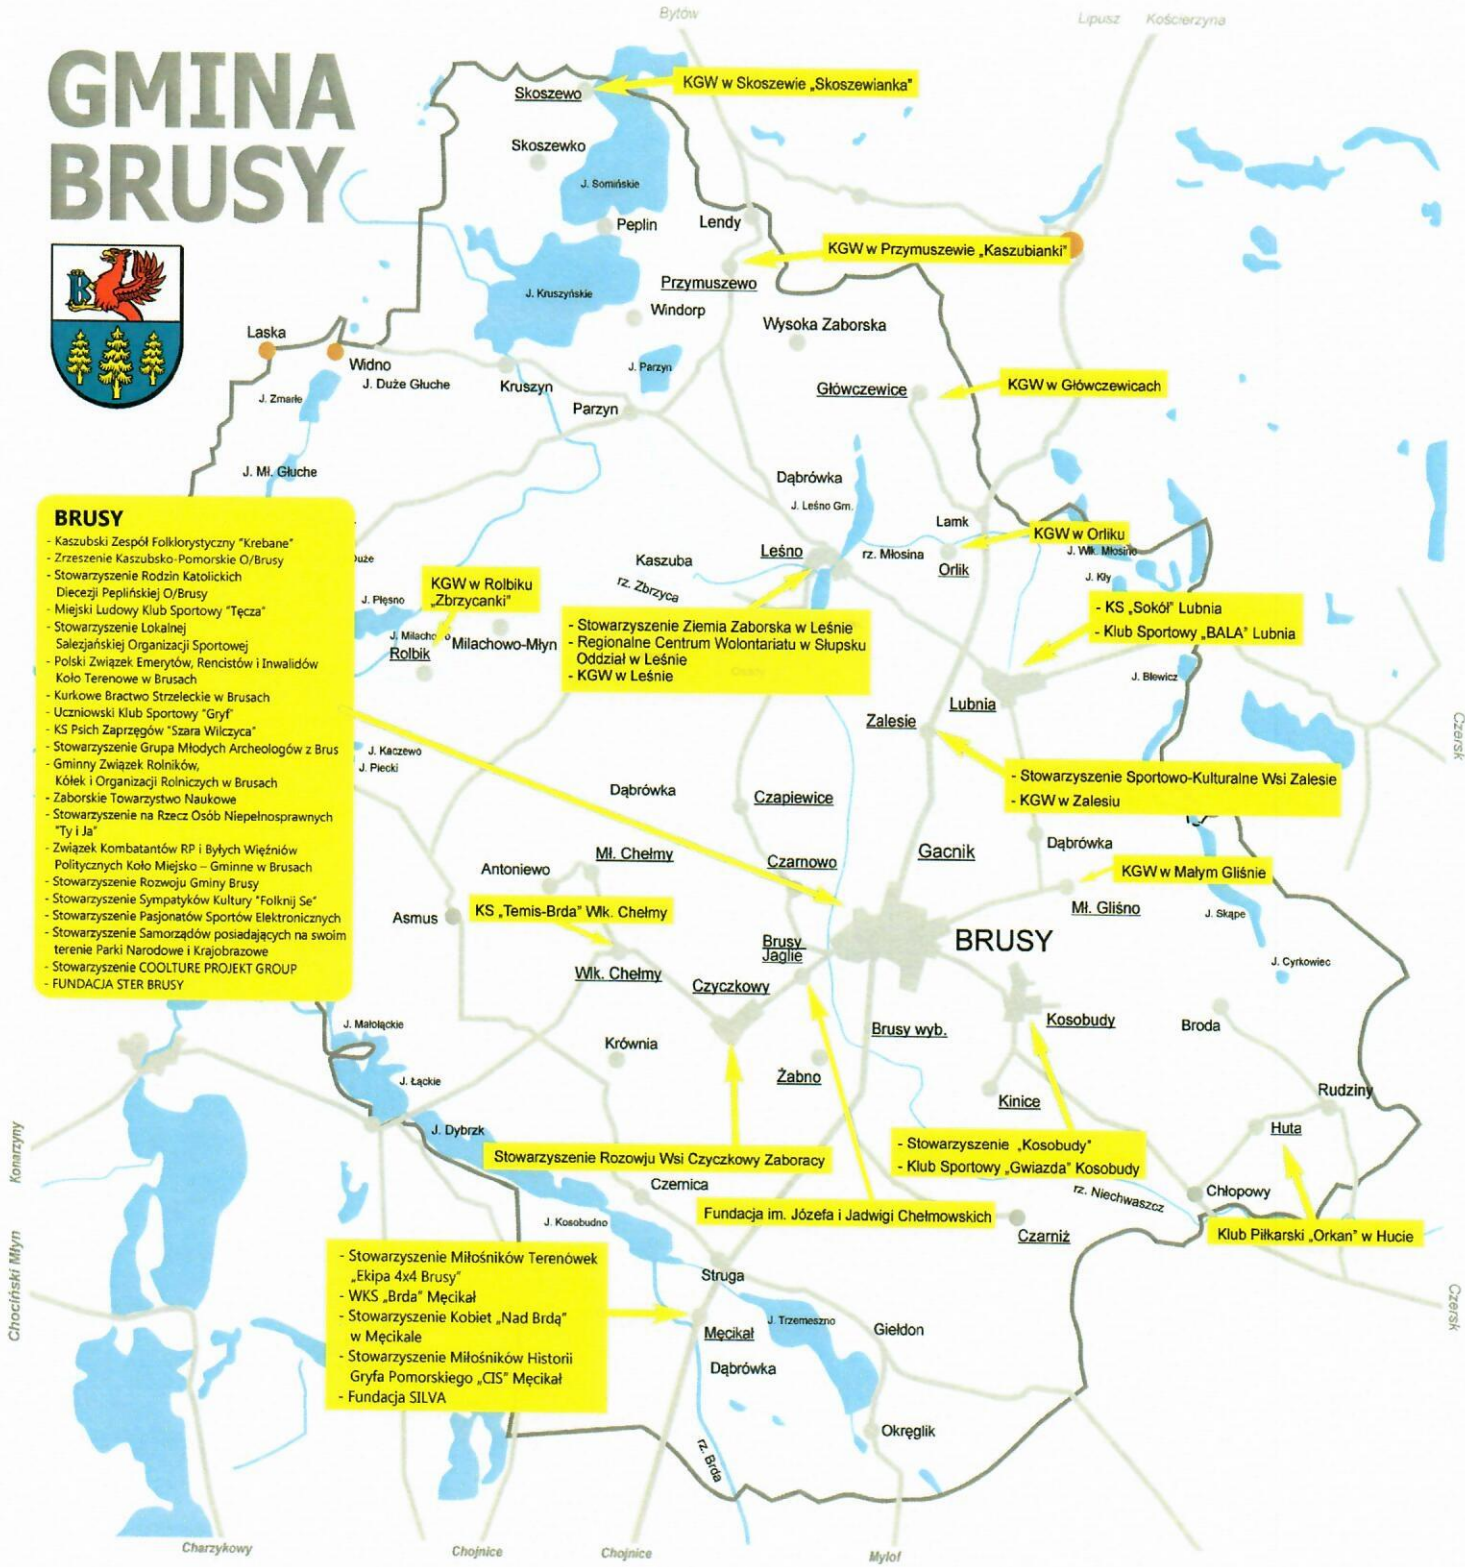 Bytów
Lipusz
Kościerzyna
GMINA
BRUSY
Skoszewo
KGW w Skoszewie „Skoszewianka"
Skoszewko
J. Somińskie
Peplin
Lendy
KGW w Przymuszewie „Kaszubianki"
Przymuszewo
J. Kruszyńskie
Windorp
Wysoka Zaborska
B
Laska
Widno
J. Duże Głuche
J. Zmarłe
Kruszyn
J. Parzyn
Parzyn
Główczewice
KGW w Główczewicach
J. Mł. Głuche
Dąbrówka
J. Leśno Grn.
Lamk
KGW w Orliku
J. Wlk. Młosino
Leśno
rz. Młosina
Orlik
J. Kły
Kaszuba
rz. Zbrzyca
BRUSY
- Kaszubski Zespół Folklorystyczny "Krebane"
- Zrzeszenie Kaszubsko-Pomorskie O/Brusy
- Stowarzyszenie Rodzin Katolickich
Diecezji Peplińskiej O/Brusy
- Miejski Ludowy Klub Sportowy "Tęcza"
- Stowarzyszenie Lokalnej
Salezjańskiej Organizacji Sportowej
- Polski Związek Emerytów, Rencistów i Inwalidów
Koło Terenowe w Brusach
- Kurkowe Bractwo Strzeleckie w Brusach
- Uczniowski Klub Sportowy "Gryf"
- KS Psich Zaprzęgów "Szara Wilczyca"
- Stowarzyszenie Grupa Młodych Archeologów z Brus
- Gminny Związek Rolników,
Kółek i Organizacji Rolniczych w Brusach
- Zaborskie Towarzystwo Naukowe
- Stowarzyszenie na Rzecz Osób Niepełnosprawnych
"Ty i Ja"
- Związek Kombatantów RP i Byłych Więźniów
Politycznych Koło Miejsko – Gminne w Brusach
- Stowarzyszenie Rozwoju Gminy Brusy
- Stowarzyszenie Sympatyków Kultury "Folknij Se"
- Stowarzyszenie Pasjonatów Sportów Elektronicznych
- Stowarzyszenie Samorządów posiadających na swoim
terenie Parki Narodowe i Krajobrazowe
- Stowarzyszenie COOLTURE PROJEKT GROUP
- FUNDACJA STER BRUSY
Duże
J. Płęsno
KGW w Rolbiku
„Zbrzycanki"
J. Milacho
Milachowo-Młyn
Rolbik
- Stowarzyszenie Ziemia Zaborska w Leśnie
- Regionalne Centrum Wolontariatu w Słupsku
Oddział w Leśnie
- KGW w Leśnie
- KS „Sokół" Lubnia
- Klub Sportowy „BALA" Lubnia
J. Blewicz
Lubnia
Zalesie
Czersk
J. Kaczewo
J. Piecki
- Stowarzyszenie Sportowo-Kulturalne Wsi Zalesie
- KGW w Zalesiu
Dąbrówka
Czapiewice
Dąbrówka
Gacnik
Mł. Chełmy
Antoniewo
Czarnowo
KGW w Małym Gliśnie
Mł. Gliśno
J. Skąpe
KS „Temis-Brda" Wlk. Chełmy
Asmus
Brusy
Jaglie
BRUSY
J. Cyrkowiec
Wlk. Chełmy
Czyczkowy
Brusy wyb.
Kosobudy
Broda
J. Małołąckie
Krównia
Żabno
J. Łąckie
Kinice
Rudziny
J. Dybrzk
Huta
Konarzyny
Stowarzyszenie Rozowju Wsi Czyczkowy Zaboracy
- Stowarzyszenie „Kosobudy"
- Klub Sportowy „Gwiazda" Kosobudy
Czernica
rz. Niechwaszcz
Chłopowy
Fundacja im. Józefa i Jadwigi Chełmowskich
J. Kosobudno
Czarniż
Klub Piłkarski „Orkan" w Hucie
Chociński Młyn
- Stowarzyszenie Miłośników Terenówek
„Ekipa 4x4 Brusy"
- WKS „Brda" Męcikał
- Stowarzyszenie Kobiet „Nad Brdą"
w Męcikale
- Stowarzyszenie Miłośników Historii
Gryfa Pomorskiego „CIS" Męcikał
- Fundacja SILVA
Struga
Czersk
Męcikał
J. Trzemeszno
Giełdon
Dąbrówka
Okręglik
rz. Brda
Charzykowy
Chojnice
Chojnice
Mylof